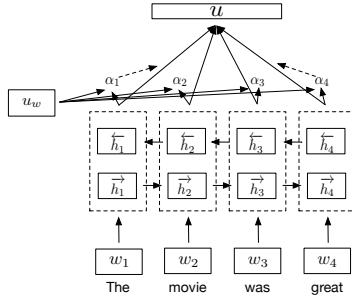 u
α₁ α₂ α₃ α₄
u_w
←h₁ ←h₂ ←h₃ ←h₄
→h₁ →h₂ →h₃ →h₄
w₁ w₂ w₃ w₄
The movie was great